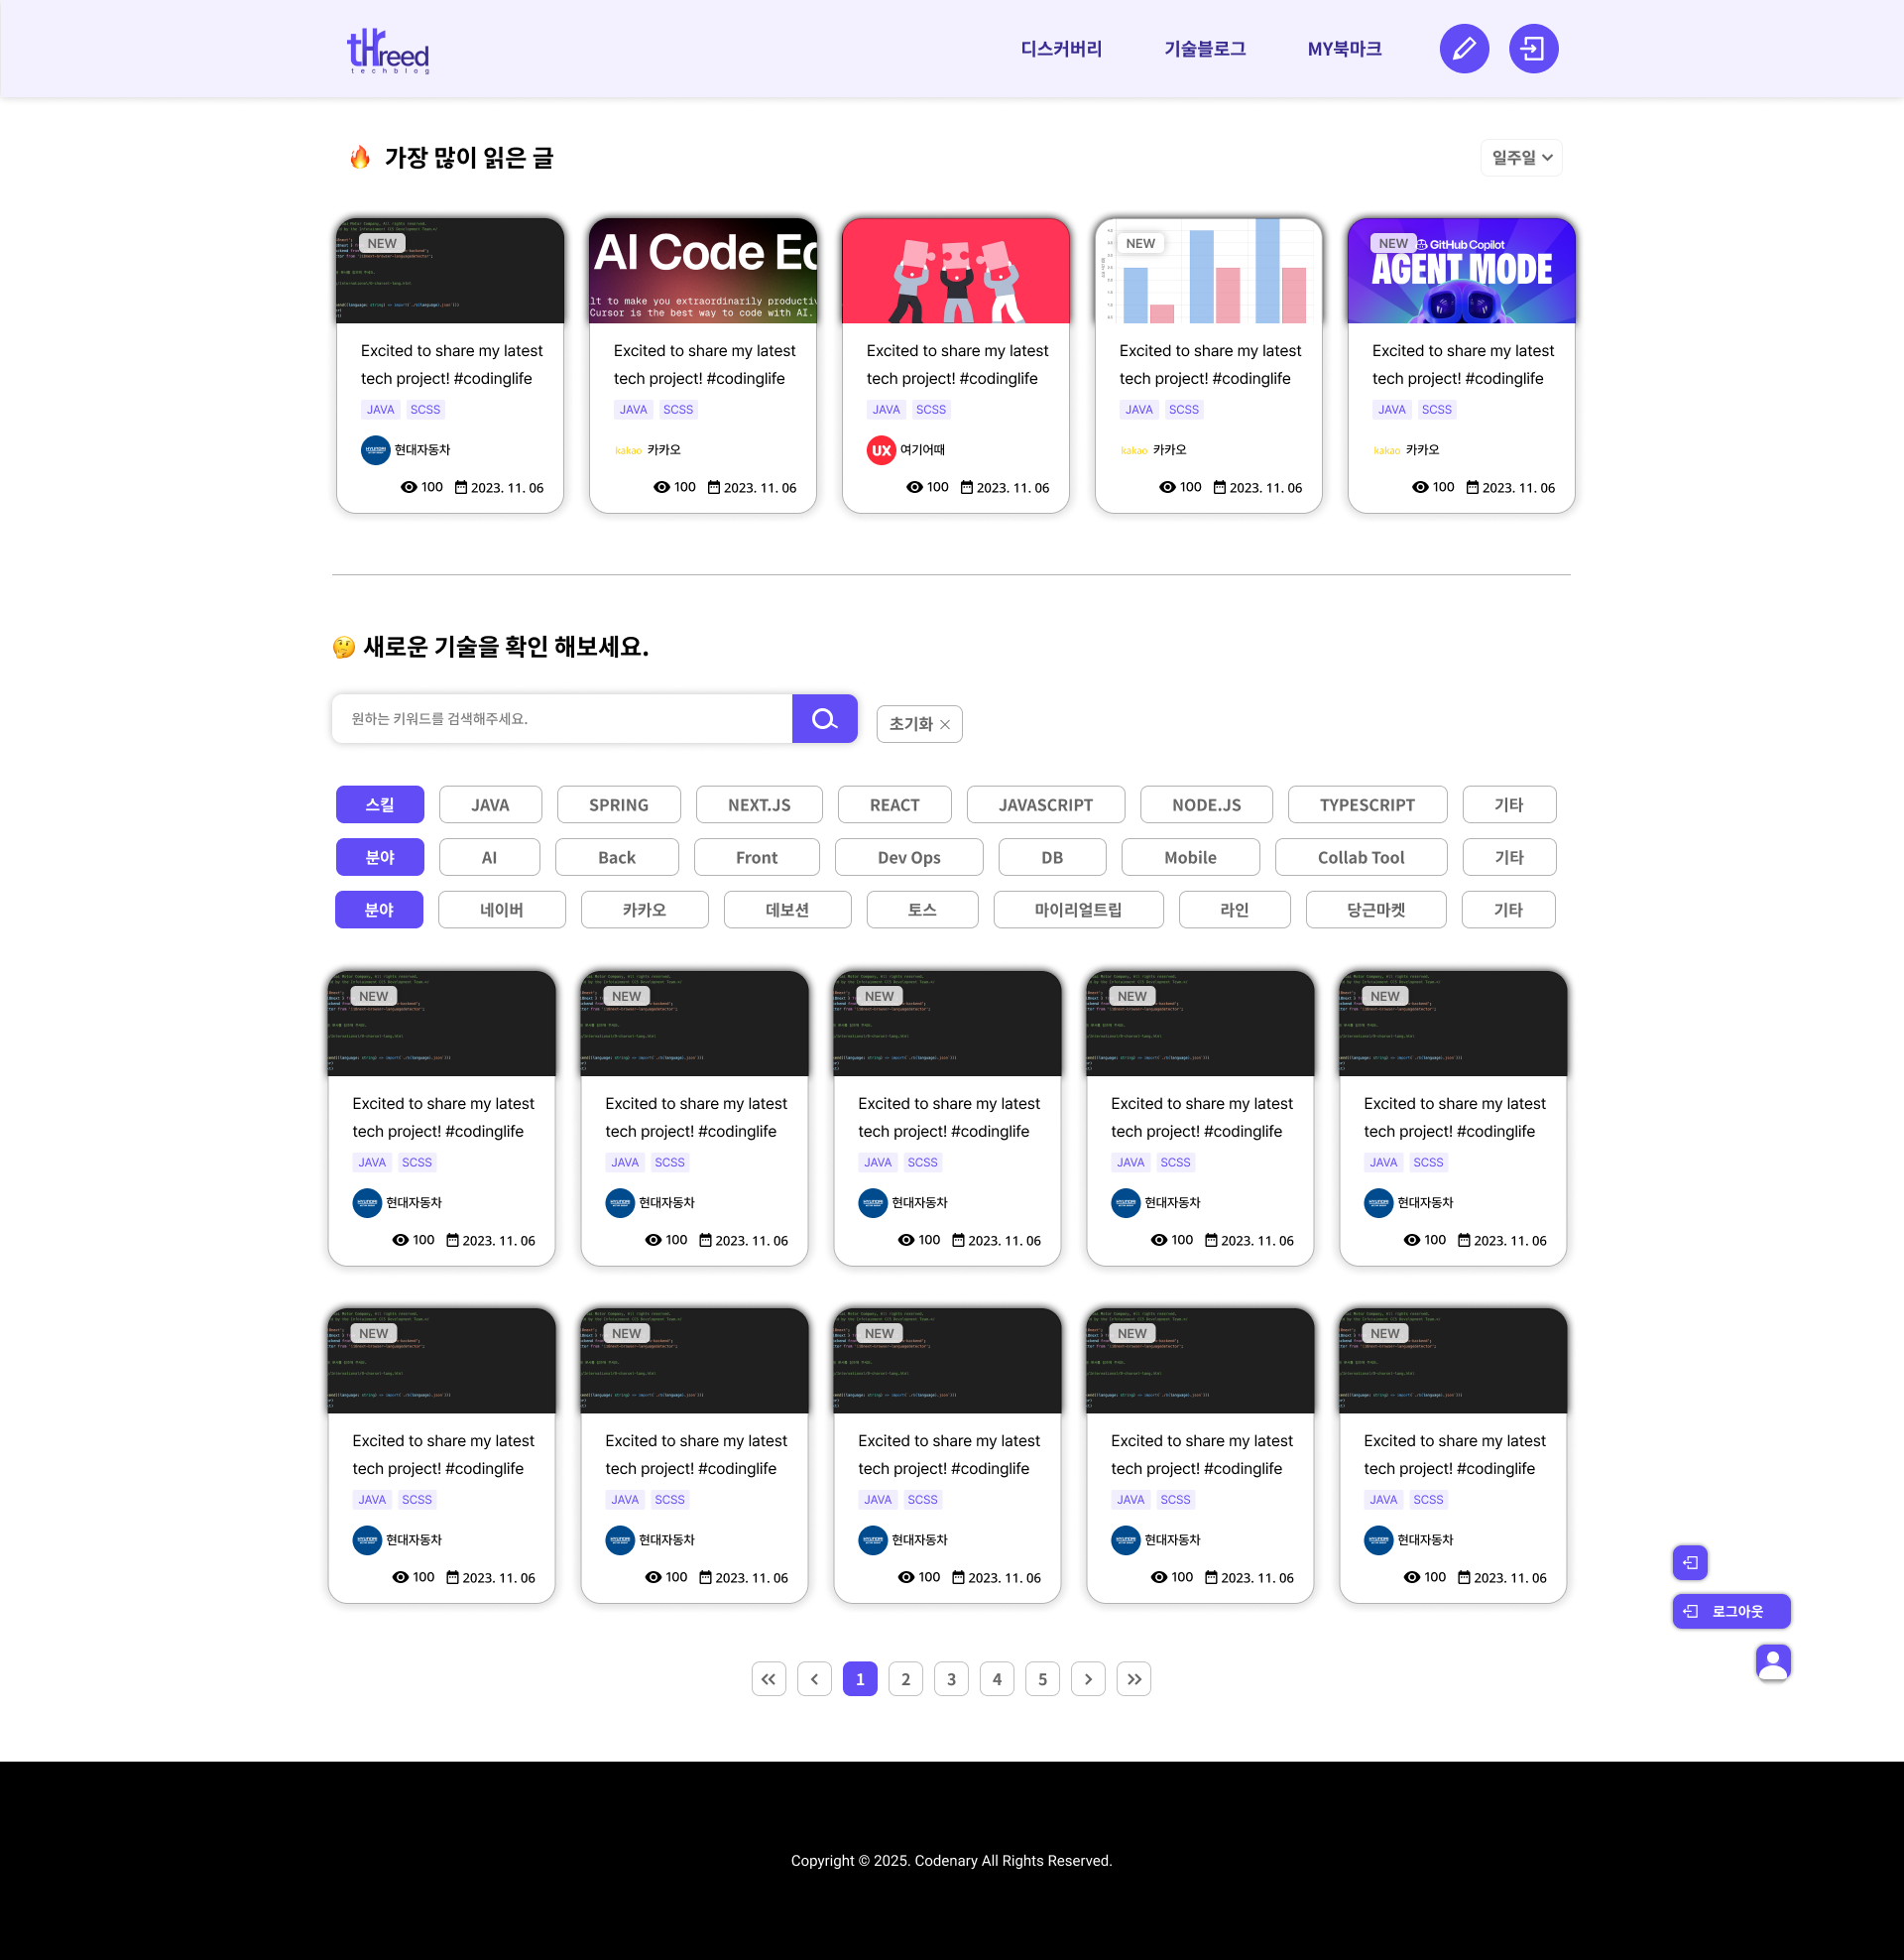 tHreed
techblog
디스커버리
기술블로그
MY북마크
가장 많이 읽은 글
일주일
NEW
AI Code Ed
lt to make you extraordinarily productiv
Cursor is the best way to code with AI.
NEW
NEW
GitHub Copilot
AGENT MODE
Excited to share my latest
tech project! #codinglife
JAVA SCSS
현대자동차
100 2023. 11. 06
Excited to share my latest
tech project! #codinglife
JAVA SCSS
kakao 카카오
100 2023. 11. 06
Excited to share my latest
tech project! #codinglife
JAVA SCSS
UX 여기어때
100 2023. 11. 06
Excited to share my latest
tech project! #codinglife
JAVA SCSS
kakao 카카오
100 2023. 11. 06
Excited to share my latest
tech project! #codinglife
JAVA SCSS
kakao 카카오
100 2023. 11. 06
새로운 기술을 확인 해보세요.
원하는 키워드를 검색해주세요.
초기화
스킬 JAVA SPRING NEXT.JS REACT JAVASCRIPT NODE.JS TYPESCRIPT 기타
분야 AI Back Front Dev Ops DB Mobile Collab Tool 기타
분야 네이버 카카오 데보션 토스 마이리얼트립 라인 당근마켓 기타
NEW
Excited to share my latest
tech project! #codinglife
JAVA SCSS
현대자동차
100 2023. 11. 06
NEW
Excited to share my latest
tech project! #codinglife
JAVA SCSS
현대자동차
100 2023. 11. 06
NEW
Excited to share my latest
tech project! #codinglife
JAVA SCSS
현대자동차
100 2023. 11. 06
NEW
Excited to share my latest
tech project! #codinglife
JAVA SCSS
현대자동차
100 2023. 11. 06
NEW
Excited to share my latest
tech project! #codinglife
JAVA SCSS
현대자동차
100 2023. 11. 06
NEW
Excited to share my latest
tech project! #codinglife
JAVA SCSS
현대자동차
100 2023. 11. 06
NEW
Excited to share my latest
tech project! #codinglife
JAVA SCSS
현대자동차
100 2023. 11. 06
NEW
Excited to share my latest
tech project! #codinglife
JAVA SCSS
현대자동차
100 2023. 11. 06
NEW
Excited to share my latest
tech project! #codinglife
JAVA SCSS
현대자동차
100 2023. 11. 06
NEW
Excited to share my latest
tech project! #codinglife
JAVA SCSS
현대자동차
100 2023. 11. 06
로그아웃
1 2 3 4 5
Copyright © 2025. Codenary All Rights Reserved.